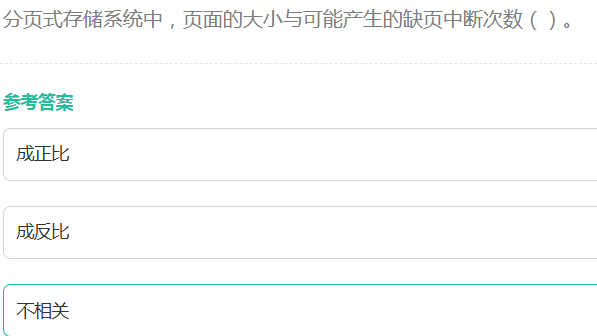 分页式存储系统中，页面的大小与可能产生的缺页中断次数（ ）。
参考答案
成正比
成反比
不相关